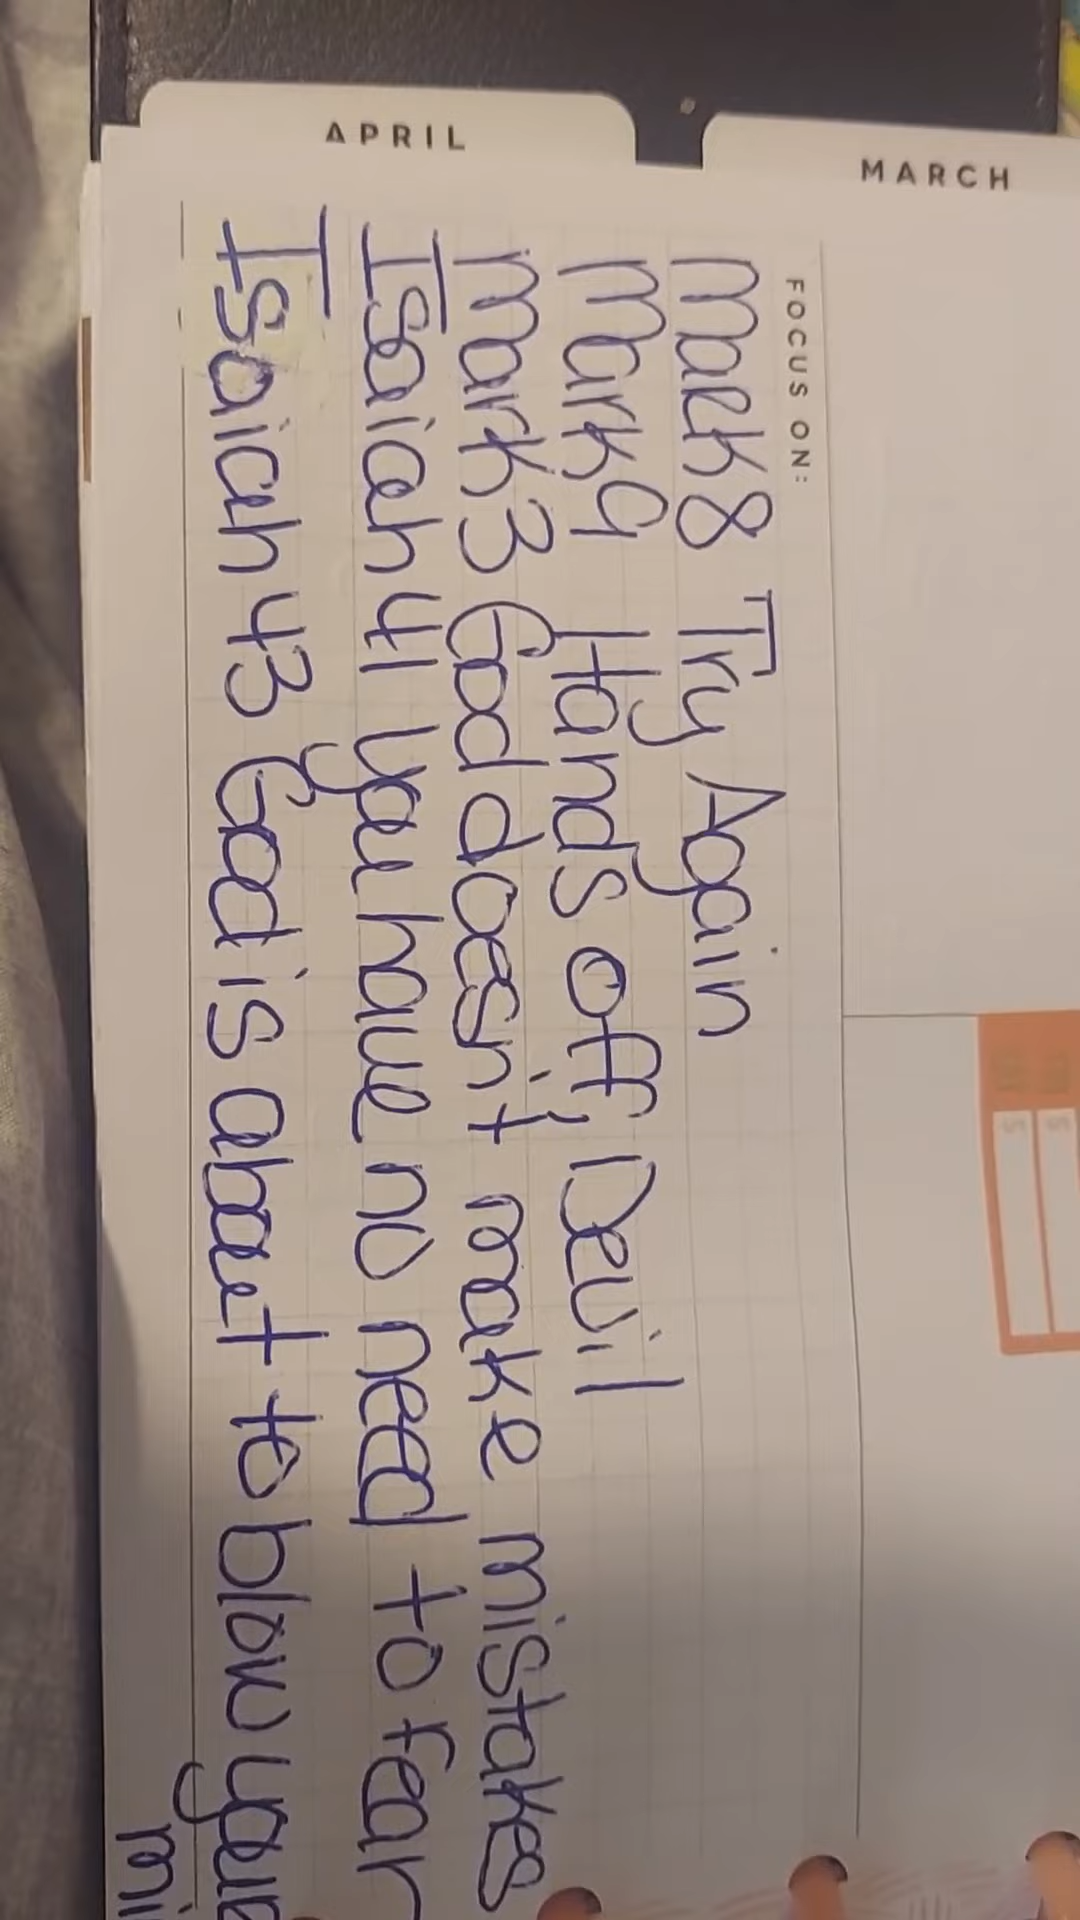 APRIL
MARCH
FOCUS ON:
Mark 8 Try Again
Mark 9 Hands off, Devil
Mark 3 God doesn't make mistakes
Isaiah 41 you have no need to fear
Isaiah 43 God is about to blow your